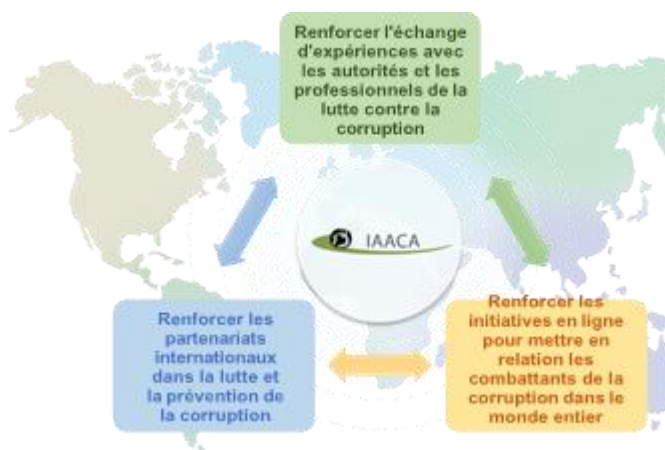 Renforcer l'échange
d'expériences avec
les autorités et les
professionnels de la
lutte contre la
corruption
IAACA
Renforcer les
partenariats
internationaux
dans la lutte et
la prévention de
la corruption
Renforcer les
initiatives en ligne
pour mettre en
relation les
combattants de la
corruption dans le
monde entier